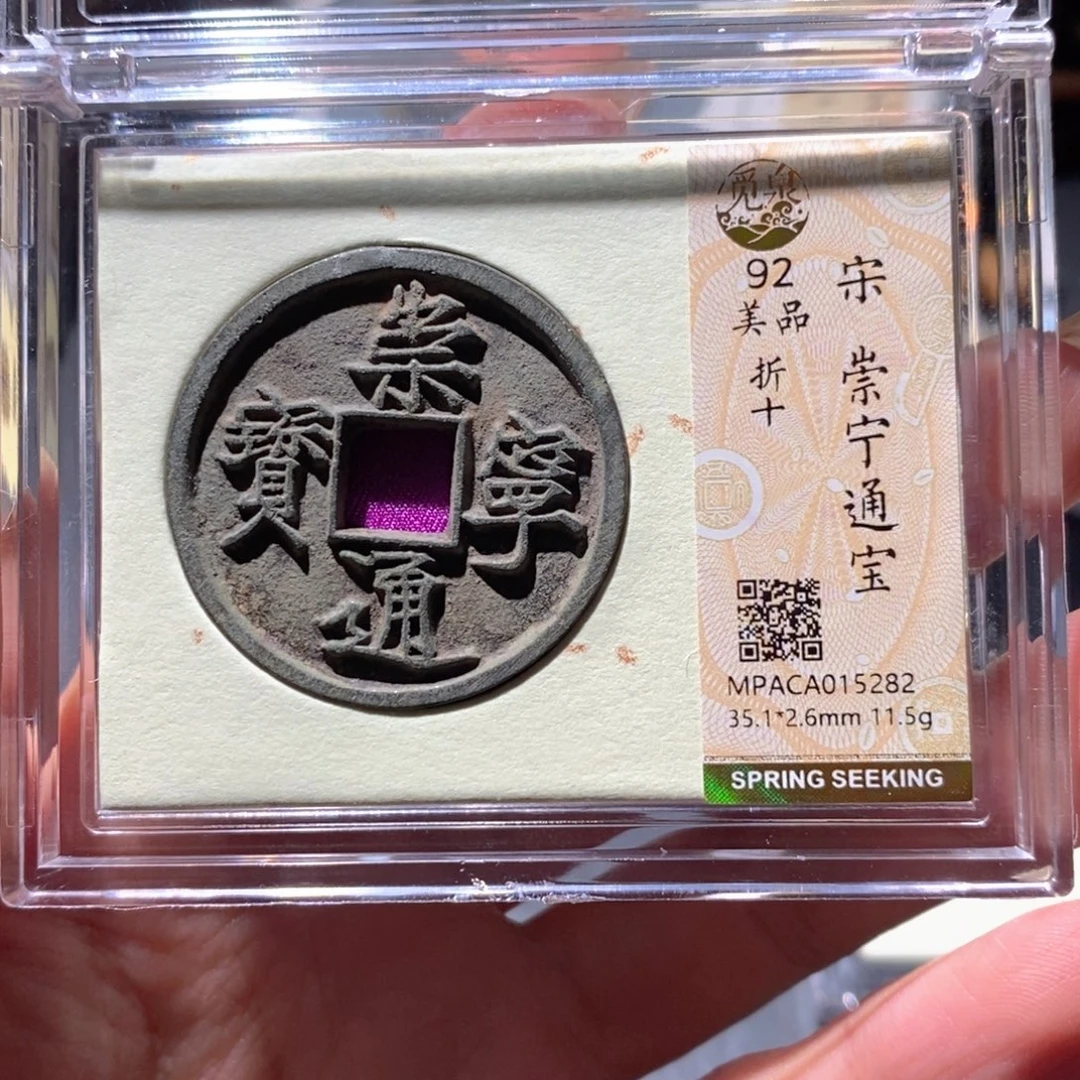 崇
寧
通
寶
觅泉
92
美品
折十
宋 崇宁通宝
MPACA015282
35.1*2.6mm 11.5g
SPRING SEEKING